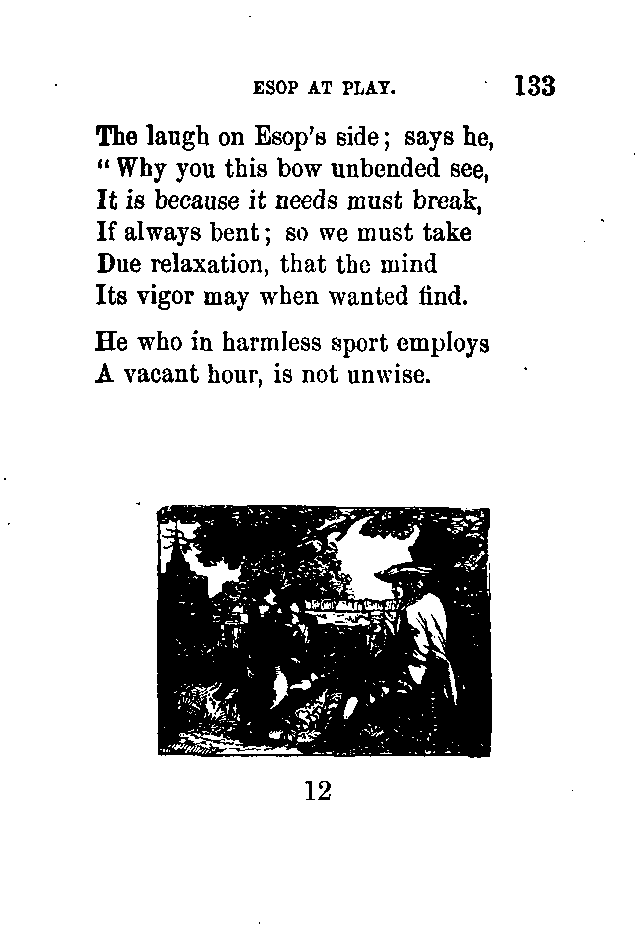 ESOP AT PLAY. 133
The laugh on Esop's side; says he,
"Why you this bow unbended see,
It is because it needs must break,
If always bent; so we must take
Due relaxation, that the mind
Its vigor may when wanted find.
He who in harmless sport employs
A vacant hour, is not unwise.
12